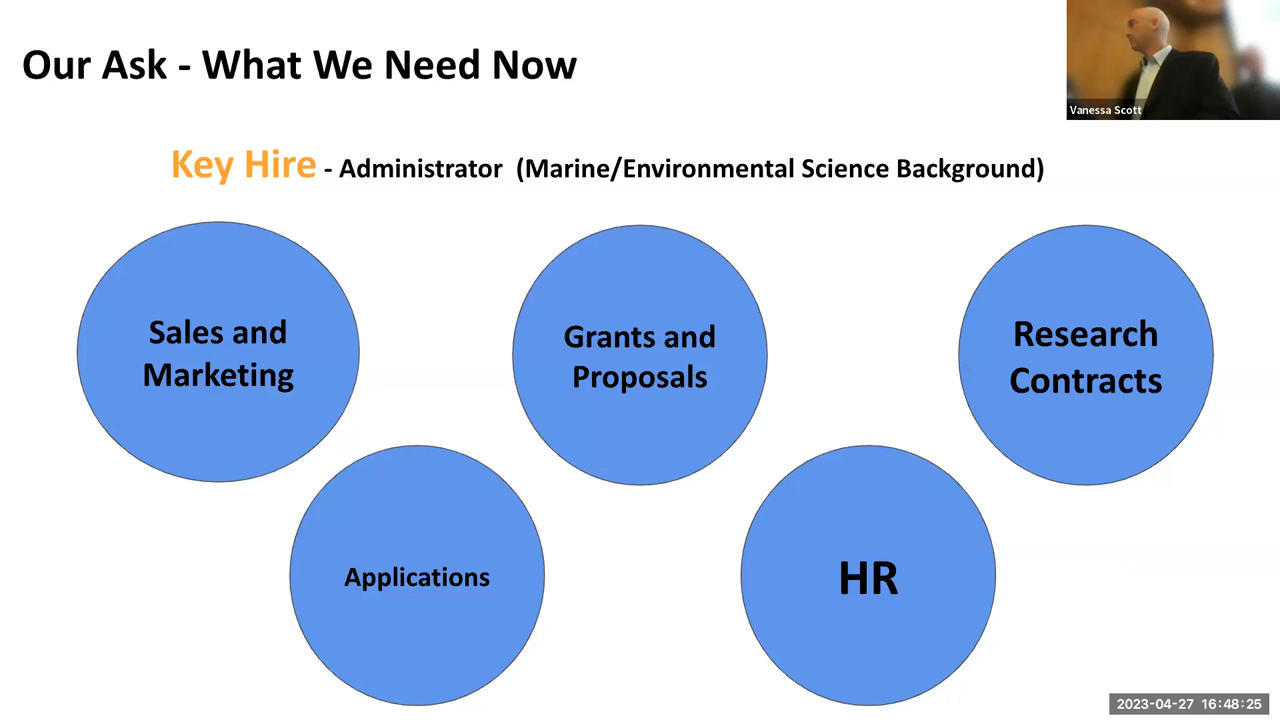 Our Ask - What We Need Now
Vanessa Scott
Key Hire - Administrator (Marine/Environmental Science Background)
Sales and
Marketing
Grants and
Proposals
Research
Contracts
Applications
HR
2023-04-27 16:48:25